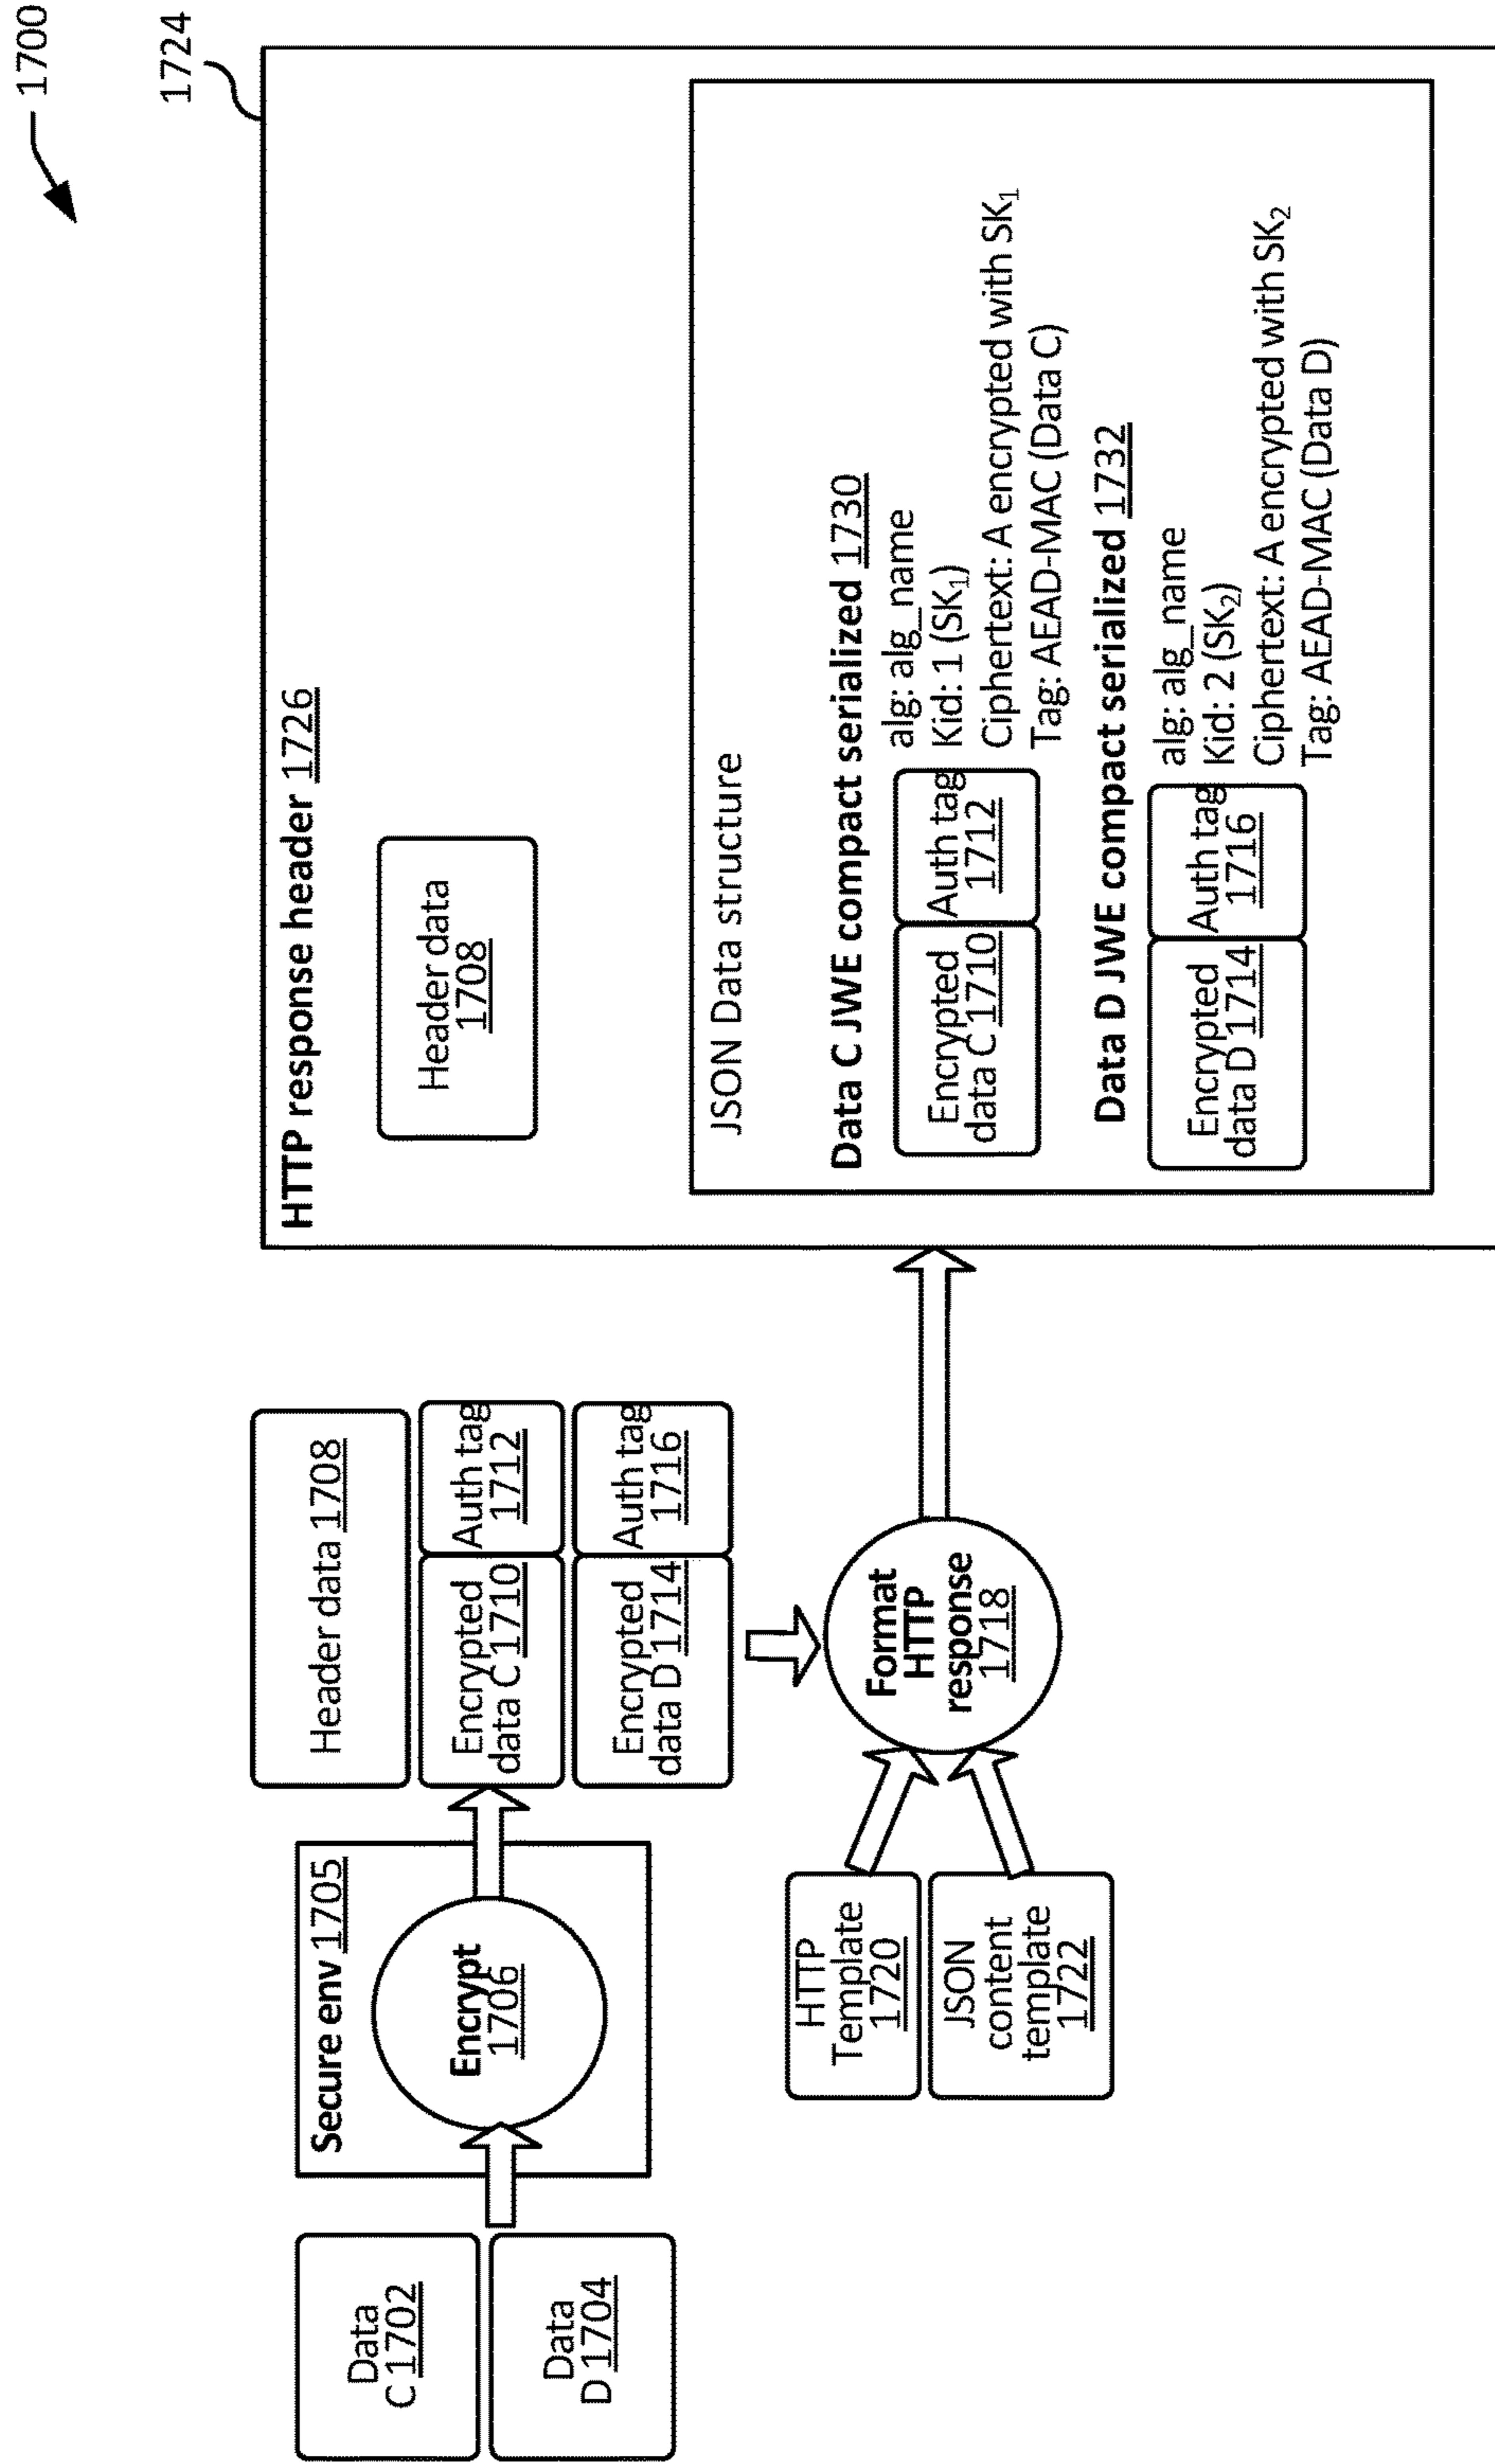 1700
1724
Data
C 1702
Data
D 1704
Secure env 1705
Encrypt
1706
Header data 1708
Encrypted
data C 1710
Auth tag
1712
Encrypted
data D 1714
Auth tag
1716
HTTP
Template
1720
JSON
content
template
1722
Format
HTTP
response
1718
HTTP response header 1726
Header data
1708
JSON Data structure
Data C JWE compact serialized 1730
Encrypted
data C 1710
Auth tag
1712
alg: alg_name
Kid: 1 (SK₁)
Ciphertext: A encrypted with SK₁
Tag: AEAD-MAC (Data C)
Data D JWE compact serialized 1732
Encrypted
data D 1714
Auth tag
1716
alg: alg_name
Kid: 2 (SK₂)
Ciphertext: A encrypted with SK₂
Tag: AEAD-MAC (Data D)